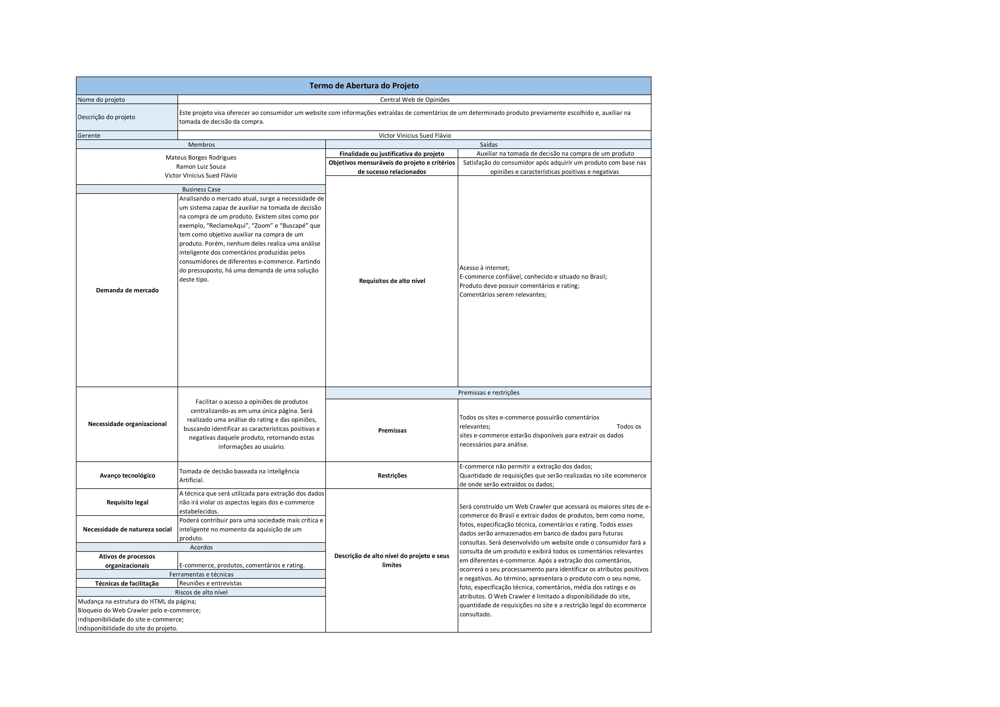 Termo de Abertura do Projeto
Nome do projeto
Central Web de Opiniões
Descrição do projeto
Este projeto visa oferecer ao consumidor um website com informações extraídas de comentários de um determinado produto previamente escolhido e, auxiliar na
tomada de decisão da compra.
Gerente
Victor Vinicius Sued Flávio
Membros
Mateus Borges Rodrigues
Ramon Luiz Souza
Victor Vinicius Sued Flávio
Business Case
Demanda de mercado
Analisando o mercado atual, surge a necessidade de
um sistema capaz de auxiliar na tomada de decisão
na compra de um produto. Existem sites como por
exemplo, “ReclameAqui”, “Zoom” e “Buscapé” que
tem como objetivo auxiliar na compra de um
produto. Porém, nenhum deles realiza uma análise
inteligente dos comentários produzidas pelos
consumidores de diferentes e-commerce. Partindo
do pressuposto, há uma demanda de uma solução
deste tipo.
Necessidade organizacional
Facilitar o acesso a opiniões de produtos
centralizando-as em uma única página. Será
realizado uma análise do rating e das opiniões,
buscando identificar as características positivas e
negativas daquele produto, retornando estas
informações ao usuário.
Avanço tecnológico
Tomada de decisão baseada na Inteligência
Artificial.
Requisito legal
A técnica que será utilizada para extração dos dados
não irá violar os aspectos legais dos e-commerce
estabelecidos.
Necessidade de natureza social
Poderá contribuir para uma sociedade mais crítica e
inteligente no momento da aquisição de um
produto.
Acordos
Ativos de processos
organizacionais
E-commerce, produtos, comentários e rating.
Ferramentas e técnicas
Técnicas de facilitação
Reuniões e entrevistas
Riscos de alto nível
Mudança na estrutura do HTML da página;
Bloqueio do Web Crawler pelo e-commerce;
Indisponibilidade do site e-commerce;
Indisponibilidade do site do projeto.
Saídas
Finalidade ou justificativa do projeto
Auxiliar na tomada de decisão na compra de um produto
Objetivos mensuráveis do projeto e critérios
de sucesso relacionados
Satisfação do consumidor após adquirir um produto com base nas
opiniões e características positivas e negativas
Requisitos de alto nível
Acesso à internet;
E-commerce confiável, conhecido e situado no Brasil;
Produto deve possuir comentários e rating;
Comentários serem relevantes;
Premissas e restrições
Premissas
Todos os sites e-commerce possuirão comentários
relevantes; Todos os
sites e-commerce estarão disponíveis para extrair os dados
necessários para análise.
Restrições
E-commerce não permitir a extração dos dados;
Quantidade de requisições que serão realizadas no site ecommerce
de onde serão extraídos os dados;
Descrição de alto nível do projeto e seus
limites
Será construído um Web Crawler que acessará os maiores sites de e-
commerce do Brasil e extrair dados de produtos, bem como nome,
fotos, especificação técnica, comentários e rating. Todos esses
dados serão armazenados em banco de dados para futuras
consultas. Será desenvolvido um website onde o consumidor fará a
consulta de um produto e exibirá todos os comentários relevantes
em diferentes e-commerce. Após a extração dos comentários,
ocorrerá o seu processamento para identificar os atributos positivos
e negativos. Ao término, apresentara o produto com o seu nome,
foto, especificação técnica, comentários, média dos ratings e os
atributos. O Web Crawler é limitado a disponibilidade do site,
quantidade de requisições no site e a restrição legal do ecommerce
consultado.